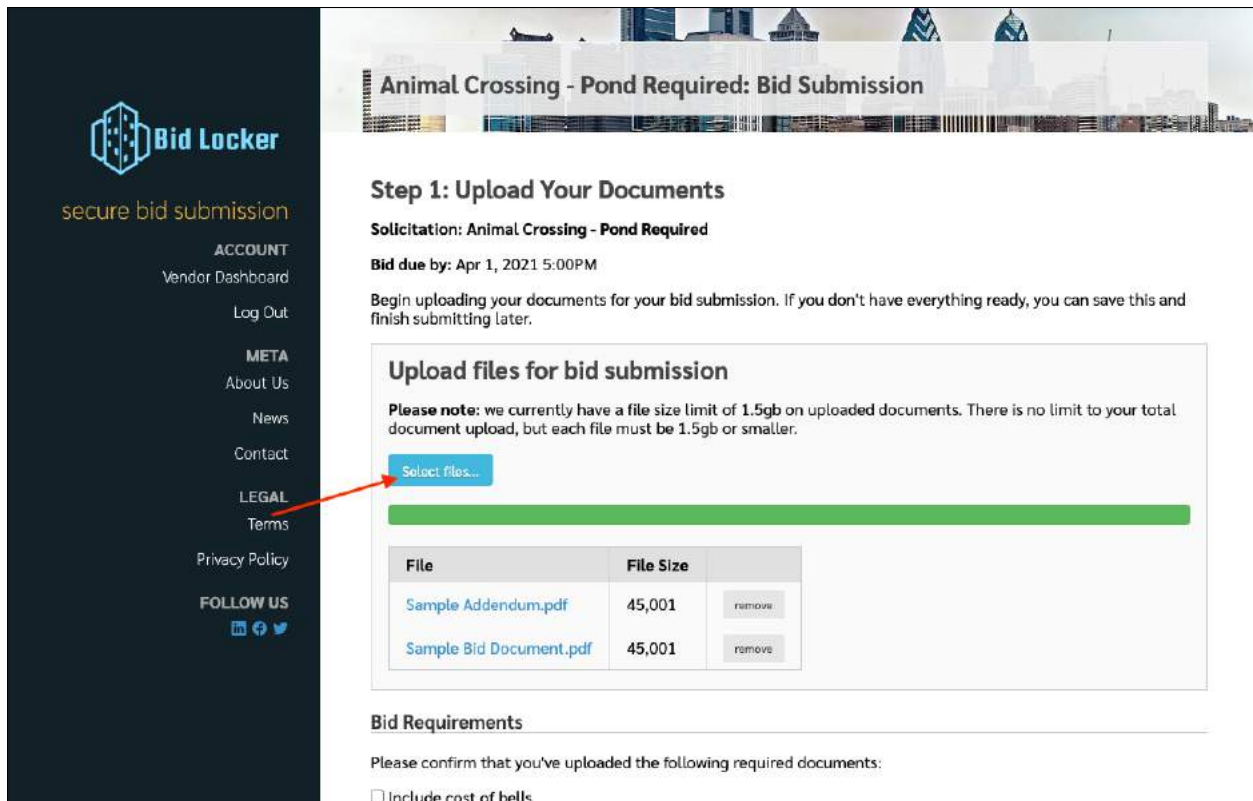 Animal Crossing - Pond Required: Bid Submission
Bid Locker
secure bid submission
ACCOUNT
Vendor Dashboard
Log Out
META
About Us
News
Contact
LEGAL
Terms
Privacy Policy
FOLLOW US
Step 1: Upload Your Documents
Solicitation: Animal Crossing - Pond Required
Bid due by: Apr 1, 2021 5:00PM
Begin uploading your documents for your bid submission. If you don't have everything ready, you can save this and
finish submitting later.
Upload files for bid submission
Please note: we currently have a file size limit of 1.5gb on uploaded documents. There is no limit to your total
document upload, but each file must be 1.5gb or smaller.
Select files...
File File Size
Sample Addendum.pdf 45,001 remove
Sample Bid Document.pdf 45,001 remove
Bid Requirements
Please confirm that you've uploaded the following required documents:
Include cost of bells